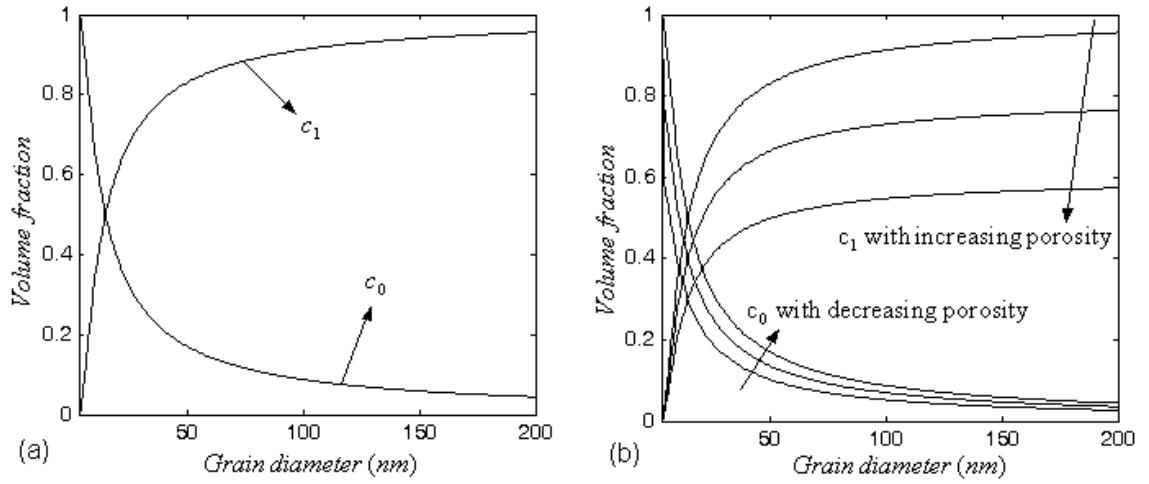 1
0.8
0.6
0.4
0.2
0
Volume fraction
c1
c0
50
100
150
200
Grain diameter (nm)
(a)
1
0.8
0.6
0.4
0.2
0
Volume fraction
c1 with increasing porosity
c0 with decreasing porosity
50
100
150
200
Grain diameter (nm)
(b)